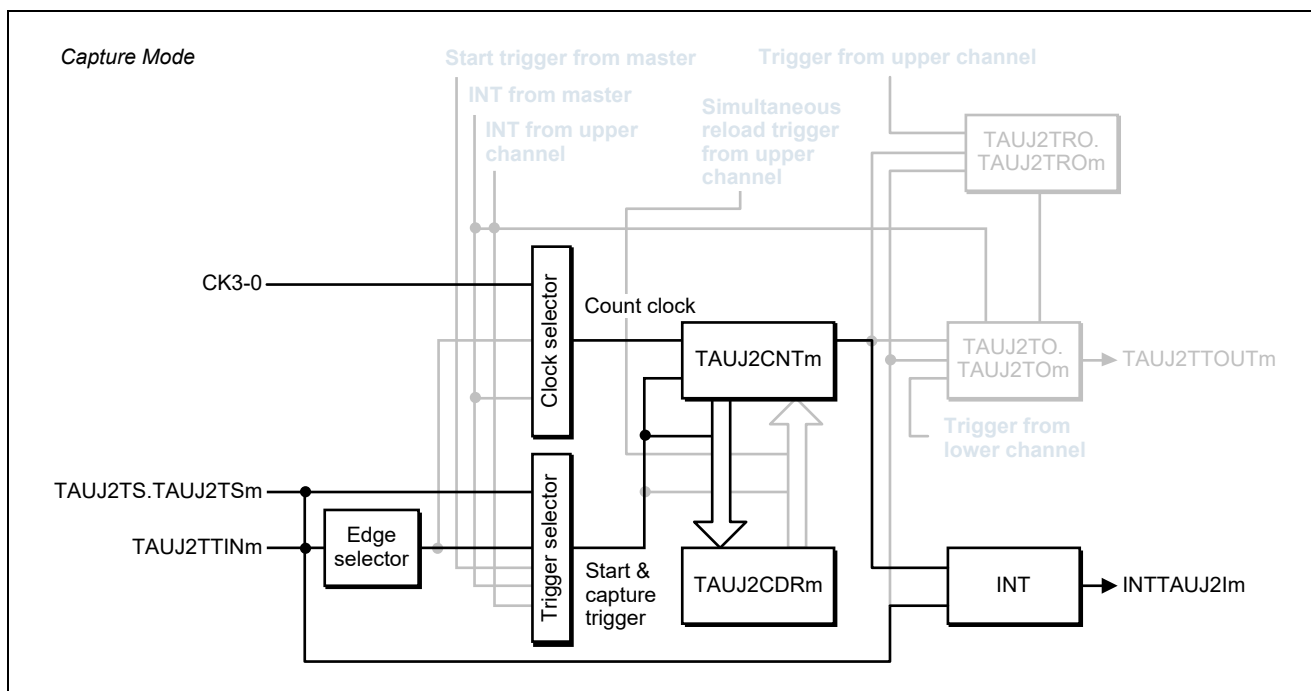 Capture Mode
Start trigger from master
INT from master
INT from upper
channel
Simultaneous
reload trigger
from upper
channel
Trigger from upper channel
TAUJ2TRO.
TAUJ2TROm
CK3-0
Clock selector
Count clock
TAUJ2CNTm
TAUJ2TO.
TAUJ2TOm
TAUJ2TTOUTm
Trigger from
lower channel
TAUJ2TS.TAUJ2TSm
TAUJ2TTINm
Edge
selector
Trigger selector
Start &
capture
trigger
TAUJ2CDRm
INT
INTTAUJ2Im